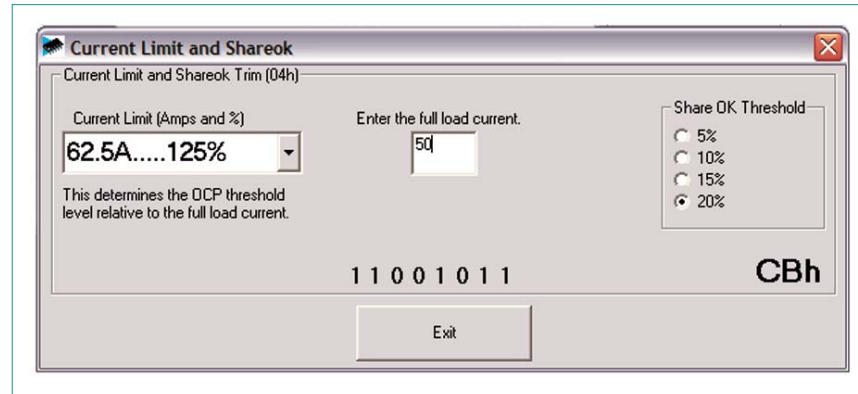 Current Limit and Shareok
Current Limit and Shareok Trim (04h)
Current Limit (Amps and %)
62.5A.....125%
This determines the OCP threshold
level relative to the full load current.
Enter the full load current.
50
Share OK Threshold
5%
10%
15%
20%
1 1 0 0 1 0 1 1
CBh
Exit